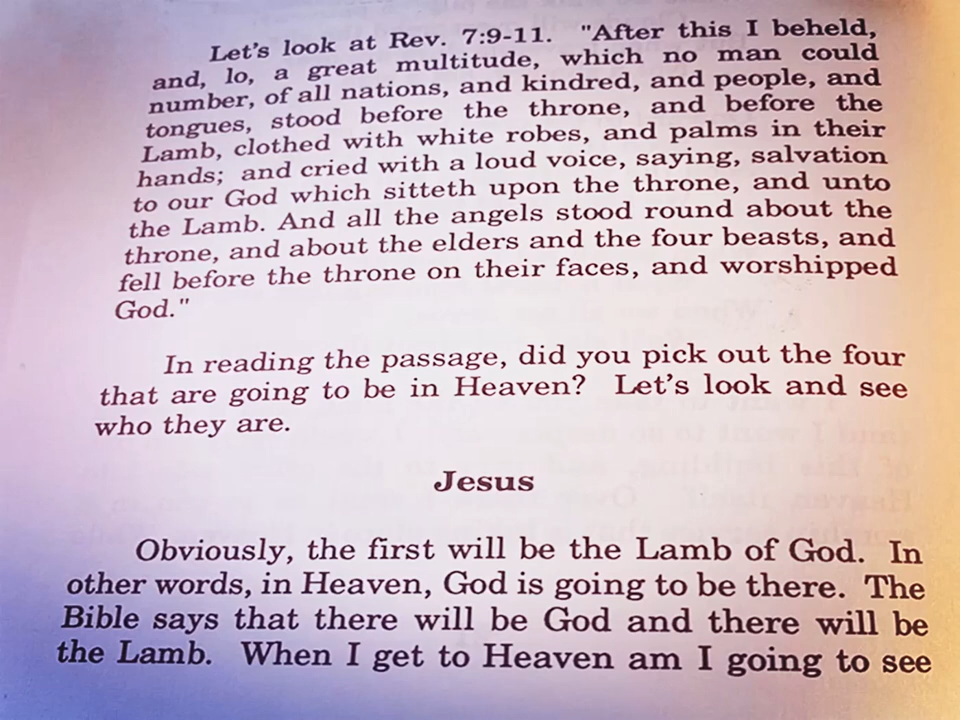 Let's look at Rev. 7:9-11. "After this I beheld,
and, lo, a great multitude, which no man could
number, of all nations, and kindred, and people, and
tongues, stood before the throne, and before the
Lamb, clothed with white robes, and palms in their
hands; and cried with a loud voice, saying, salvation
to our God which sitteth upon the throne, and unto
the Lamb. And all the angels stood round about the
throne, and about the elders and the four beasts, and
fell before the throne on their faces, and worshipped
God."
In reading the passage, did you pick out the four
that are going to be in Heaven? Let's look and see
who they are.
Jesus
Obviously, the first will be the Lamb of God. In
other words, in Heaven, God is going to be there. The
Bible says that there will be God and there will be
the Lamb. When I get to Heaven am I going to see